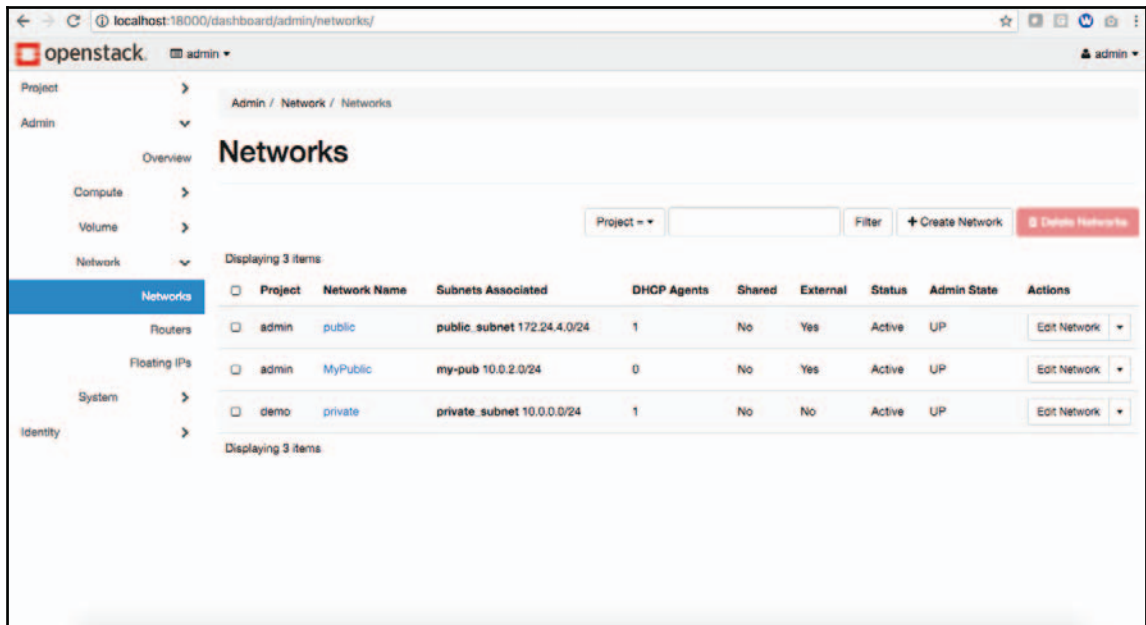 localhost:18000/dashboard/admin/networks/
openstack. admin admin
Project
Admin
Overview
Compute
Volume
Network
Networks
Routers
Floating IPs
System
Identity
Admin / Network / Networks
Networks
Project = Filter + Create Network Delete Networks
Displaying 3 items
Project Network Name Subnets Associated DHCP Agents Shared External Status Admin State Actions
admin public public_subnet 172.24.4.0/24 1 No Yes Active UP Edit Network
admin MyPublic my-pub 10.0.2.0/24 0 No Yes Active UP Edit Network
demo private private_subnet 10.0.0.0/24 1 No No Active UP Edit Network
Displaying 3 items